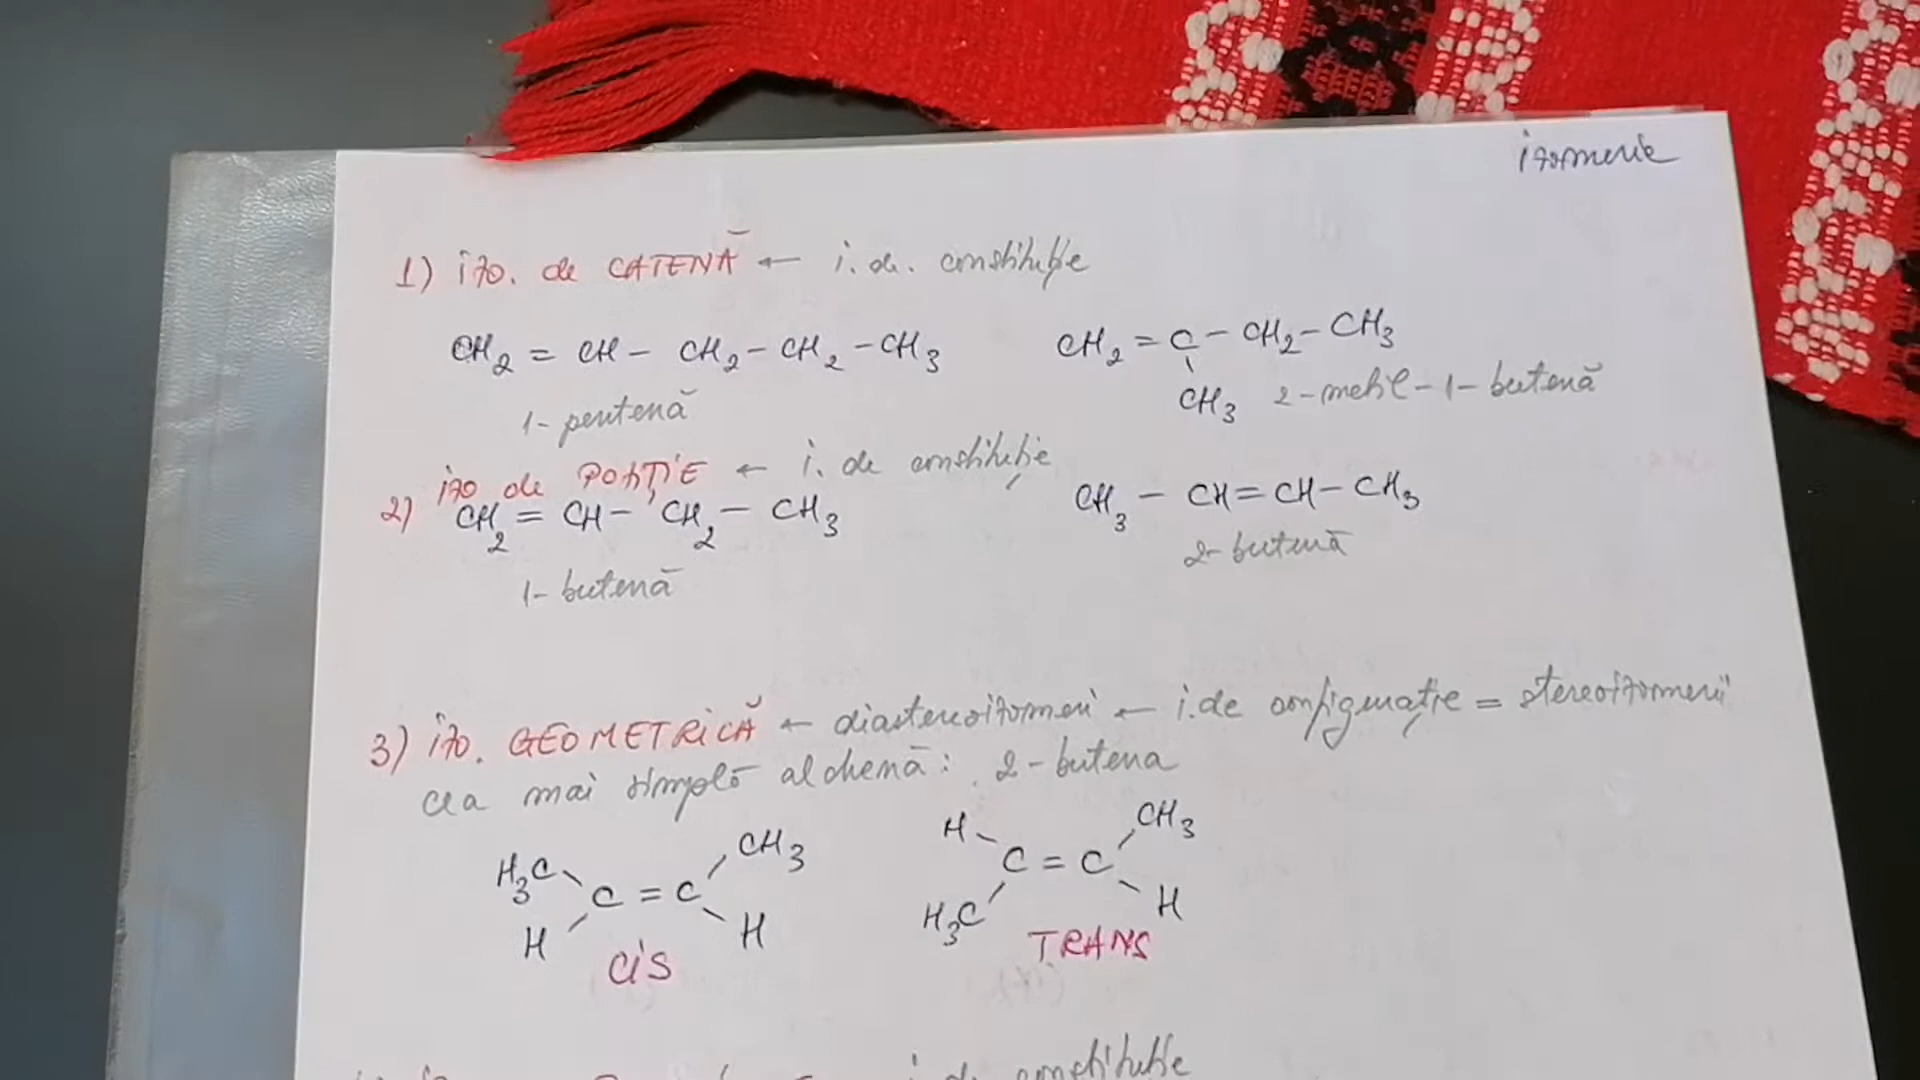 izomerie
1) izo. de CATENĂ ← i. de. constituție
CH2 = CH - CH2 - CH2 - CH3
CH2 = C - CH2 - CH3
CH3
1- pentenă
2-metil-1-butenă
2) izo de POZIȚIE ← i. de constituție
CH2 = CH - CH2 - CH3
CH3 - CH = CH - CH3
1- butenă
2- butenă
3) izo. GEOMETRICĂ ← diastereoizomeri ← i.de configurație = stereoizomerii
cea mai simplă alchenă: 2-butena
H3C C = C CH3
H H
CIS
H C = C CH3
H3C H
TRANS
i. de constituție